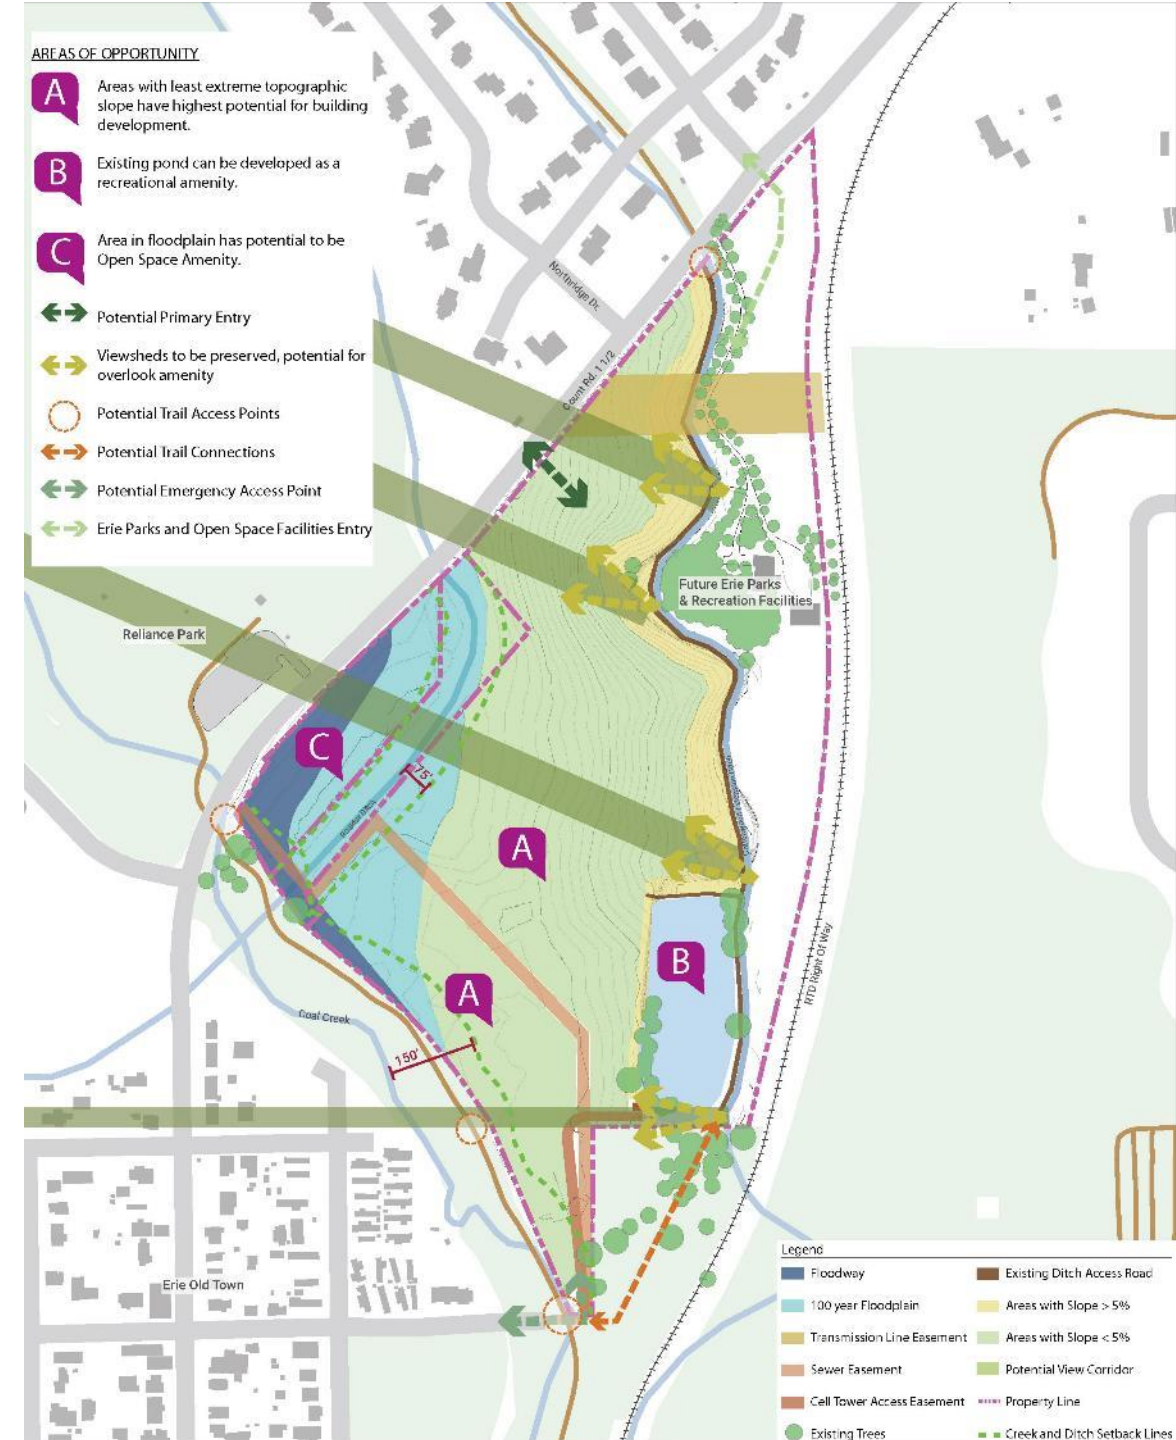 AREAS OF OPPORTUNITY
A
Areas with least extreme topographic
slope have highest potential for building
development.
B
Existing pond can be developed as a
recreational amenity.
C
Area in floodplain has potential to be
Open Space Amenity.
Potential Primary Entry
Viewsheds to be preserved, potential for
overlook amenity
Potential Trail Access Points
Potential Trail Connections
Potential Emergency Access Point
Erie Parks and Open Space Facilities Entry
Northridge Dr.
Count Rd. 1 1/2
Future Erie Parks
& Recreation Facilities
Reliance Park
C
75'
A
B
A
RTD Right Of Way
Coal Creek
150'
Erie Old Town
Legend
Floodway
100 year Floodplain
Transmission Line Easement
Sewer Easement
Cell Tower Access Easement
Existing Trees
Existing Ditch Access Road
Areas with Slope > 5%
Areas with Slope < 5%
Potential View Corridor
Property Line
Creek and Ditch Setback Lines